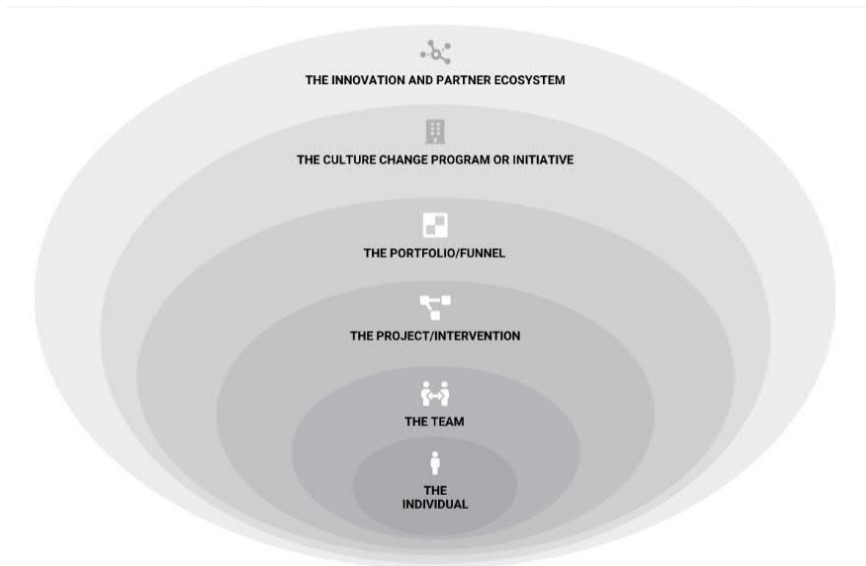 THE INNOVATION AND PARTNER ECOSYSTEM
THE CULTURE CHANGE PROGRAM OR INITIATIVE
THE PORTFOLIO/FUNNEL
THE PROJECT/INTERVENTION
THE TEAM
THE
INDIVIDUAL